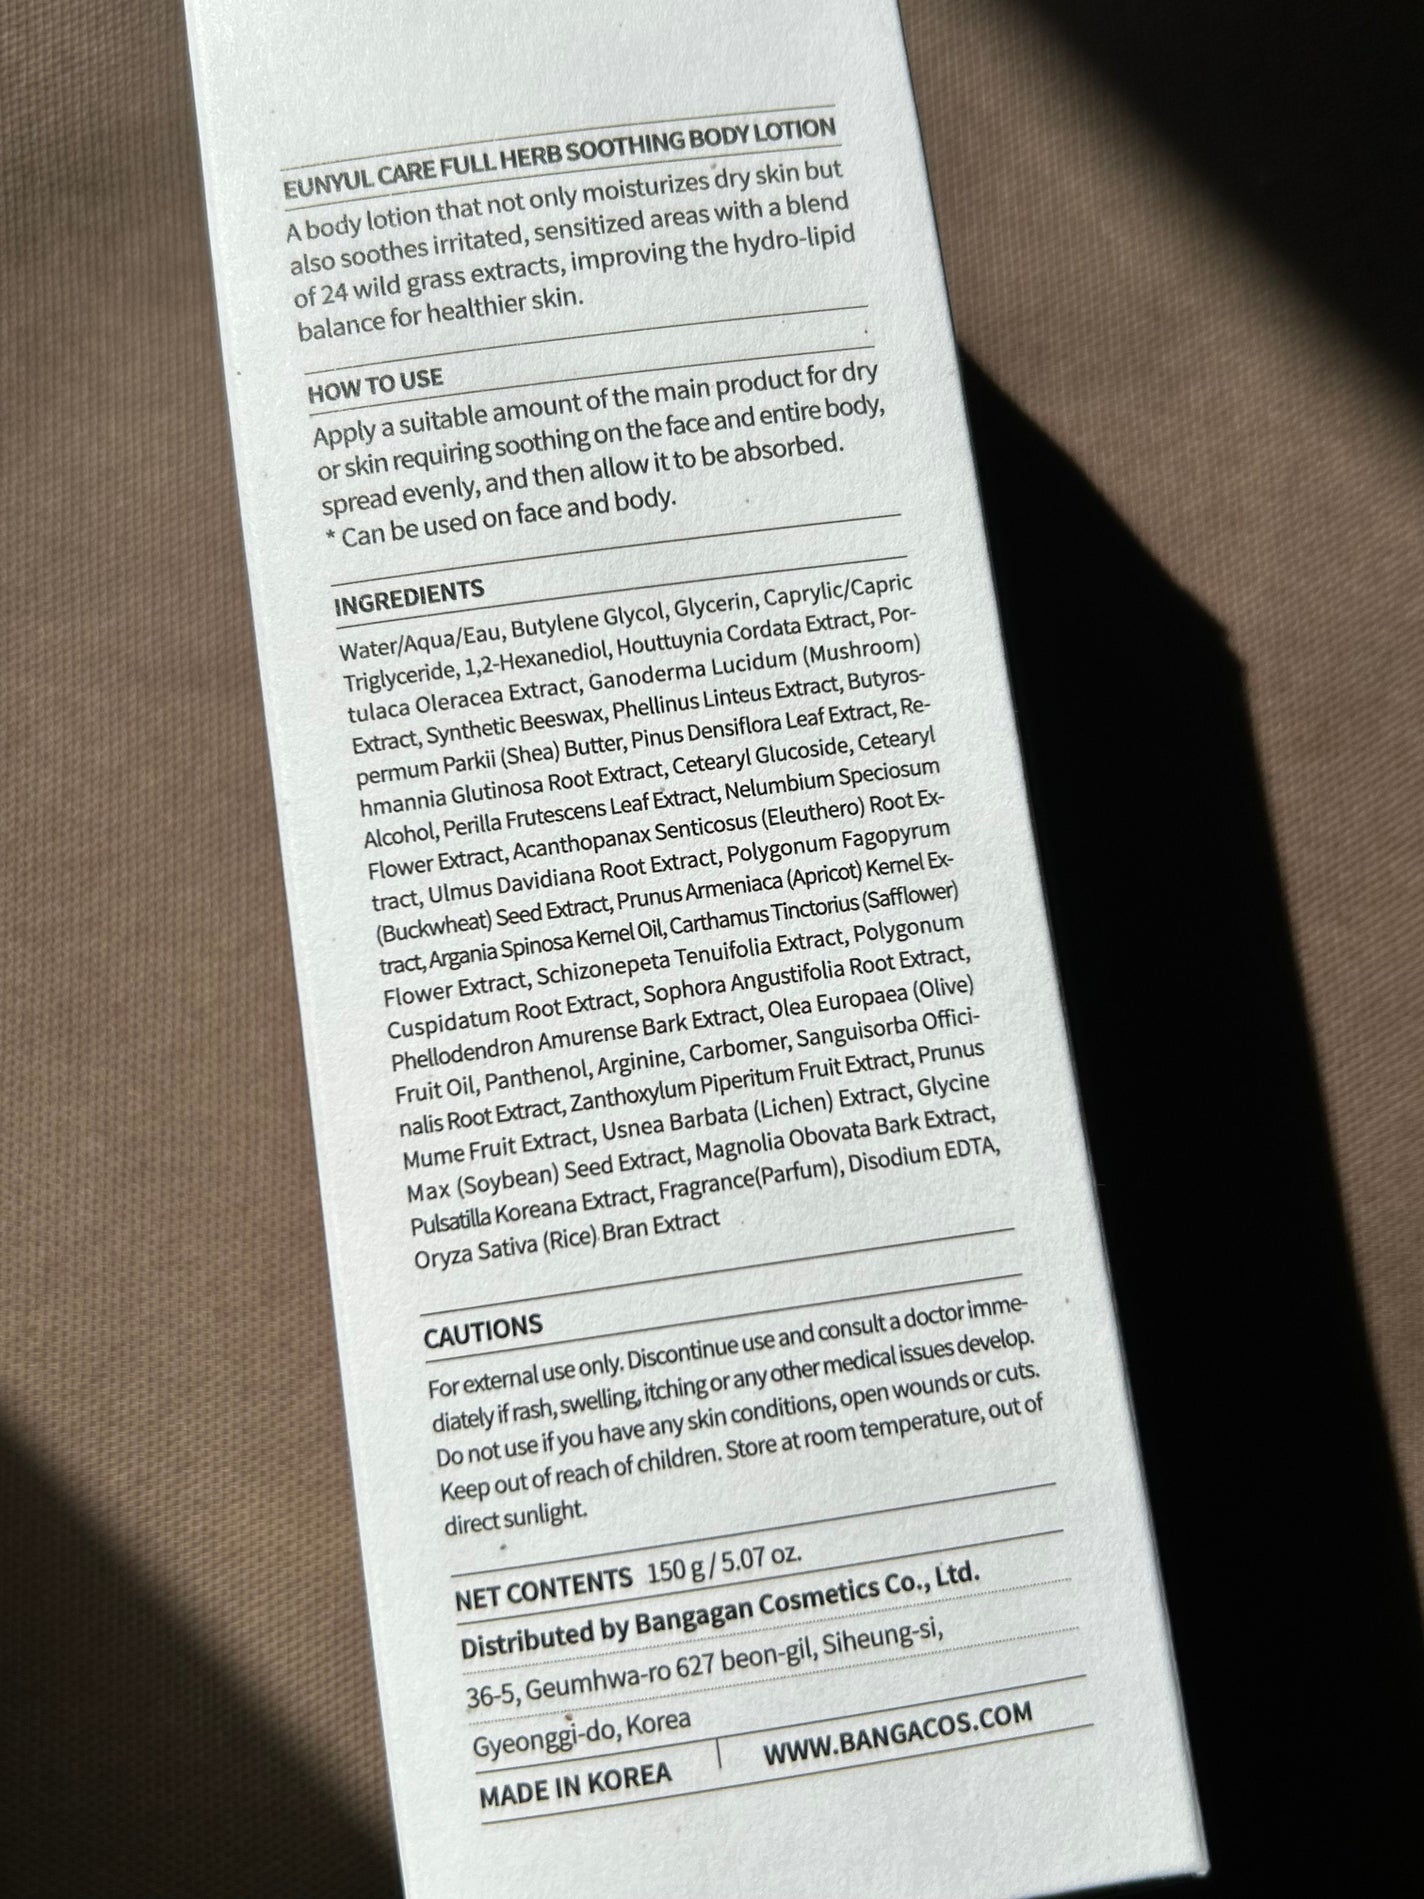 EUNYUL CARE FULL HERB SOOTHING BODY LOTION
A body lotion that not only moisturizes dry skin but
also soothes irritated, sensitized areas with a blend
of 24 wild grass extracts, improving the hydro-lipid
balance for healthier skin.
HOW TO USE
Apply a suitable amount of the main product for dry
or skin requiring soothing on the face and entire body,
spread evenly, and then allow it to be absorbed.
* Can be used on face and body.
INGREDIENTS
Water/Aqua/Eau, Butylene Glycol, Glycerin, Caprylic/Capric
Triglyceride, 1,2-Hexanediol, Houttuynia Cordata Extract, Por-
tulaca Oleracea Extract, Ganoderma Lucidum (Mushroom)
Extract, Synthetic Beeswax, Phellinus Linteus Extract, Butyros-
permum Parkii (Shea) Butter, Pinus Densiflora Leaf Extract, Re-
hmannia Glutinosa Root Extract, Cetearyl Glucoside, Cetearyl
Alcohol, Perilla Frutescens Leaf Extract, Nelumbium Speciosum
Flower Extract, Acanthopanax Senticosus (Eleuthero) Root Ex-
tract, Ulmus Davidiana Root Extract, Polygonum Fagopyrum
(Buckwheat) Seed Extract, Prunus Armeniaca (Apricot) Kernel Ex-
tract, Argania Spinosa Kernel Oil, Carthamus Tinctorius (Safflower)
Flower Extract, Schizonepeta Tenuifolia Extract, Polygonum
Cuspidatum Root Extract, Sophora Angustifolia Root Extract,
Phellodendron Amurense Bark Extract, Olea Europaea (Olive)
Fruit Oil, Panthenol, Arginine, Carbomer, Sanguisorba Offici-
nalis Root Extract, Zanthoxylum Piperitum Fruit Extract, Prunus
Mume Fruit Extract, Usnea Barbata (Lichen) Extract, Glycine
Max (Soybean) Seed Extract, Magnolia Obovata Bark Extract,
Pulsatilla Koreana Extract, Fragrance(Parfum), Disodium EDTA,
Oryza Sativa (Rice) Bran Extract
CAUTIONS
For external use only. Discontinue use and consult a doctor imme-
diately if rash, swelling, itching or any other medical issues develop.
Do not use if you have any skin conditions, open wounds or cuts.
Keep out of reach of children. Store at room temperature, out of
direct sunlight.
NET CONTENTS 150 g / 5.07 oz.
Distributed by Bangagan Cosmetics Co., Ltd.
36-5, Geumhwa-ro 627 beon-gil, Siheung-si,
Gyeonggi-do, Korea
MADE IN KOREA | WWW.BANGACOS.COM